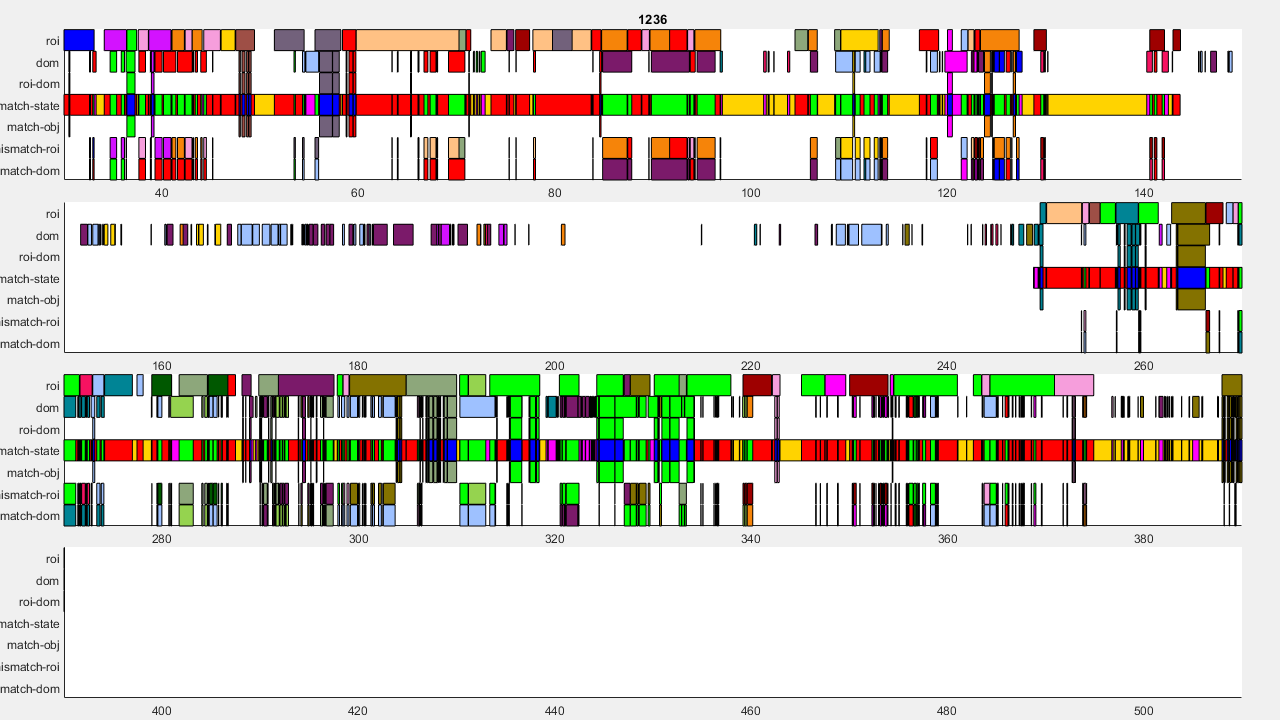 1236
roi
dom
roi-dom
match-state
match-obj
ismatch-roi
match-dom
40 60 80 100 120 140
roi
dom
roi-dom
match-state
match-obj
ismatch-roi
match-dom
160 180 200 220 240 260
roi
dom
roi-dom
match-state
match-obj
ismatch-roi
match-dom
280 300 320 340 360 380
roi
dom
roi-dom
match-state
match-obj
ismatch-roi
match-dom
400 420 440 460 480 500